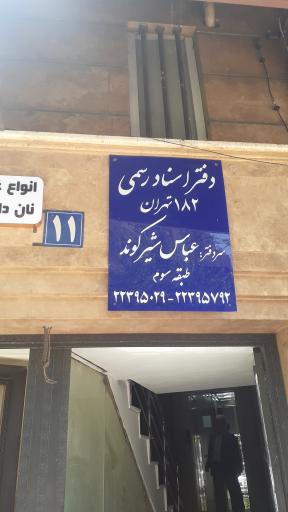 دفتر اسناد رسمی
۱۸۲ تهران
سردفتر: عباس شیرکوند
طبقه سوم
۲۲۳۹۵۰۲۹ - ۲۲۳۹۵۷۹۲
۱۱
انواع
نان